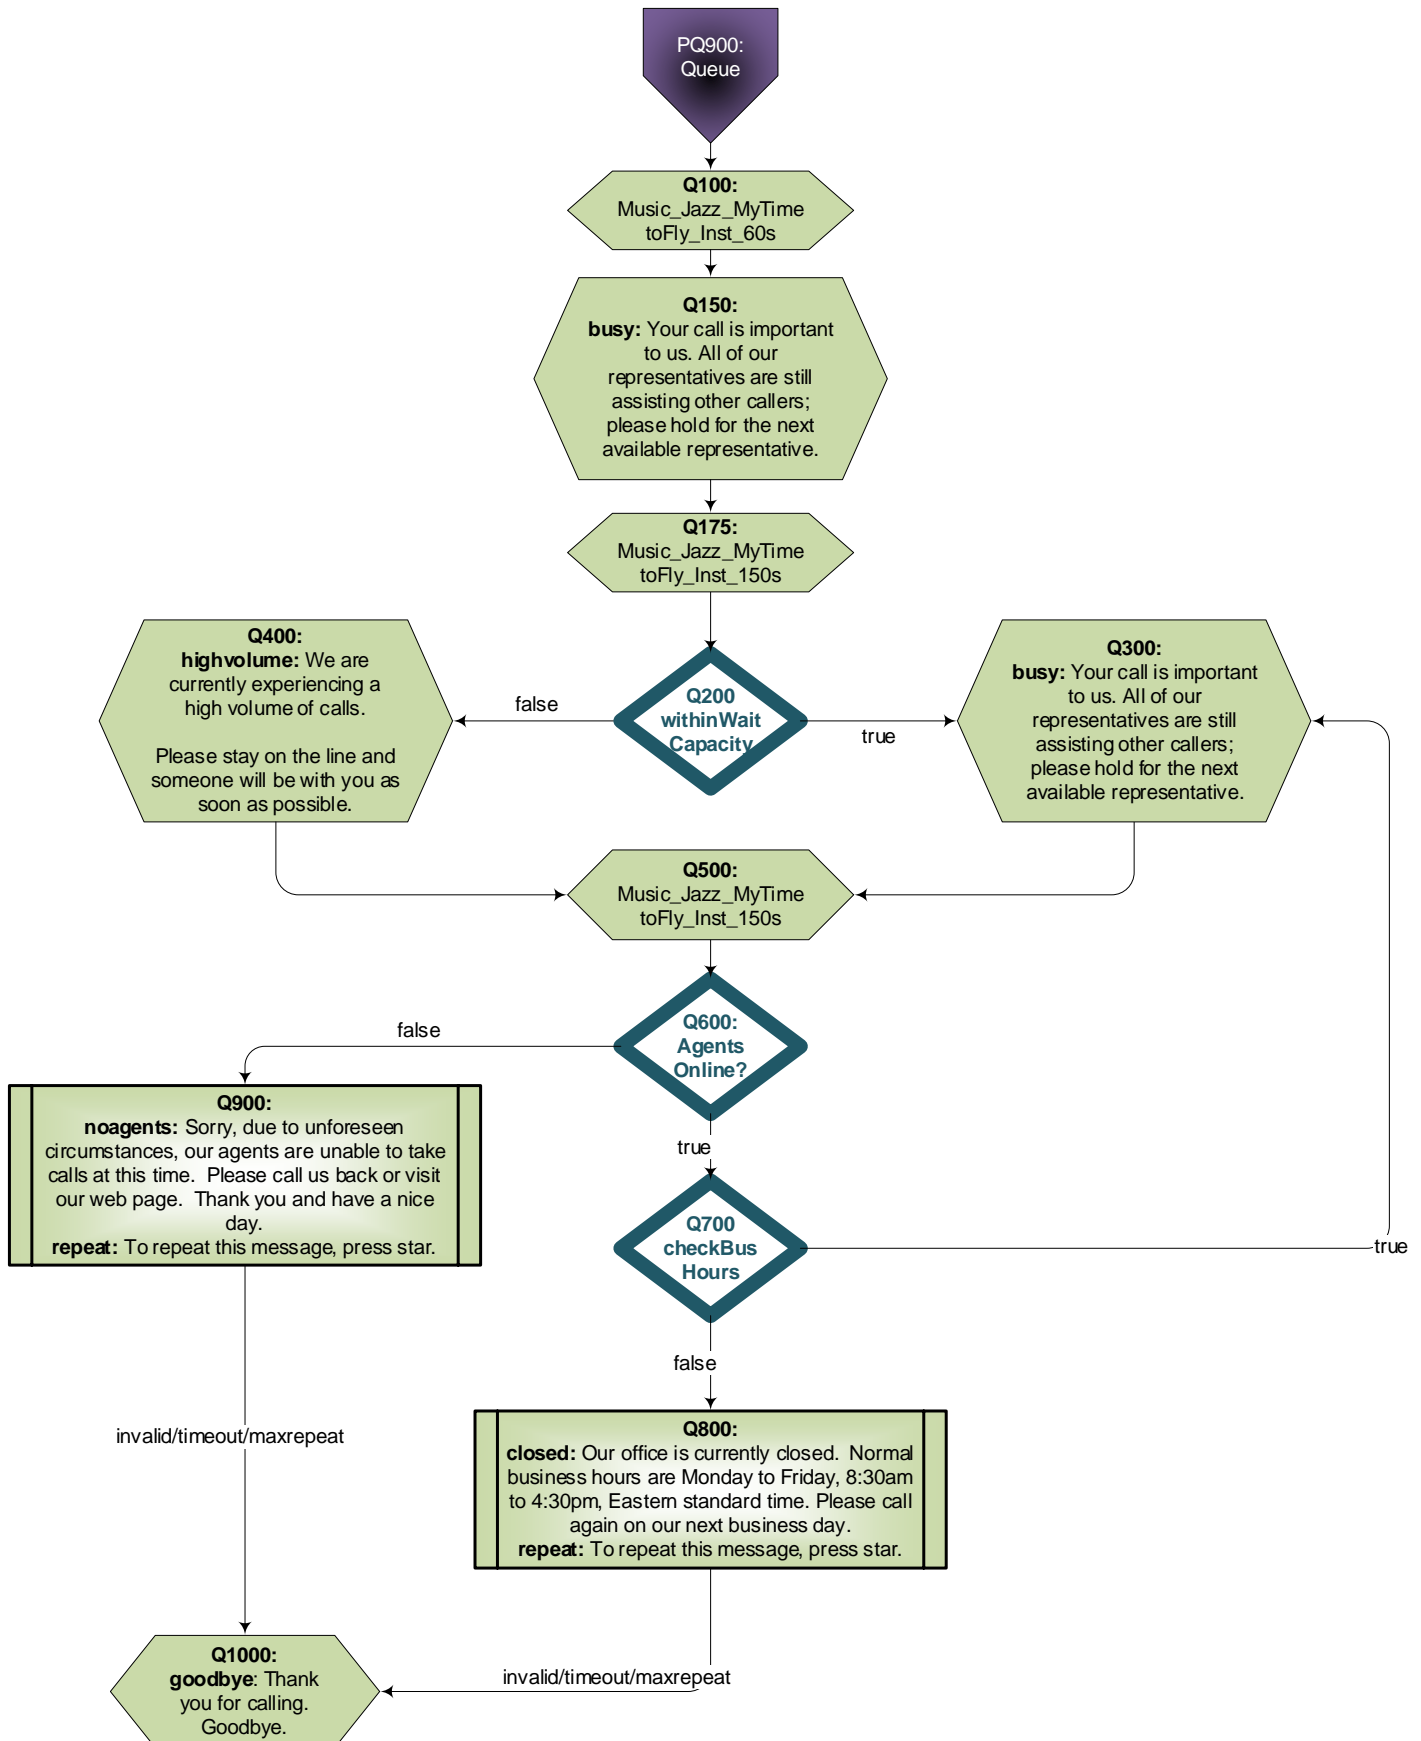 PQ900:
Queue
Q100:
Music_Jazz_MyTime
toFly_Inst_60s
Q150:
busy: Your call is important
to us. All of our
representatives are still
assisting other callers;
please hold for the next
available representative.
Q175:
Music_Jazz_MyTime
toFly_Inst_150s
Q400:
highvolume: We are
currently experiencing a
high volume of calls.
Please stay on the line and
someone will be with you as
soon as possible.
false
Q200
withinWait
Capacity
true
Q300:
busy: Your call is important
to us. All of our
representatives are still
assisting other callers;
please hold for the next
available representative.
Q500:
Music_Jazz_MyTime
toFly_Inst_150s
false
Q600:
Agents
Online?
true
Q900:
noagents: Sorry, due to unforeseen
circumstances, our agents are unable to take
calls at this time.  Please call us back or visit
our web page.  Thank you and have a nice
day.
repeat: To repeat this message, press star.
Q700
checkBus
Hours
true
false
invalid/timeout/maxrepeat
Q800:
closed: Our office is currently closed.  Normal
business hours are Monday to Friday, 8:30am
to 4:30pm, Eastern standard time. Please call
again on our next business day.
repeat: To repeat this message, press star.
invalid/timeout/maxrepeat
Q1000:
goodbye: Thank
you for calling.
Goodbye.